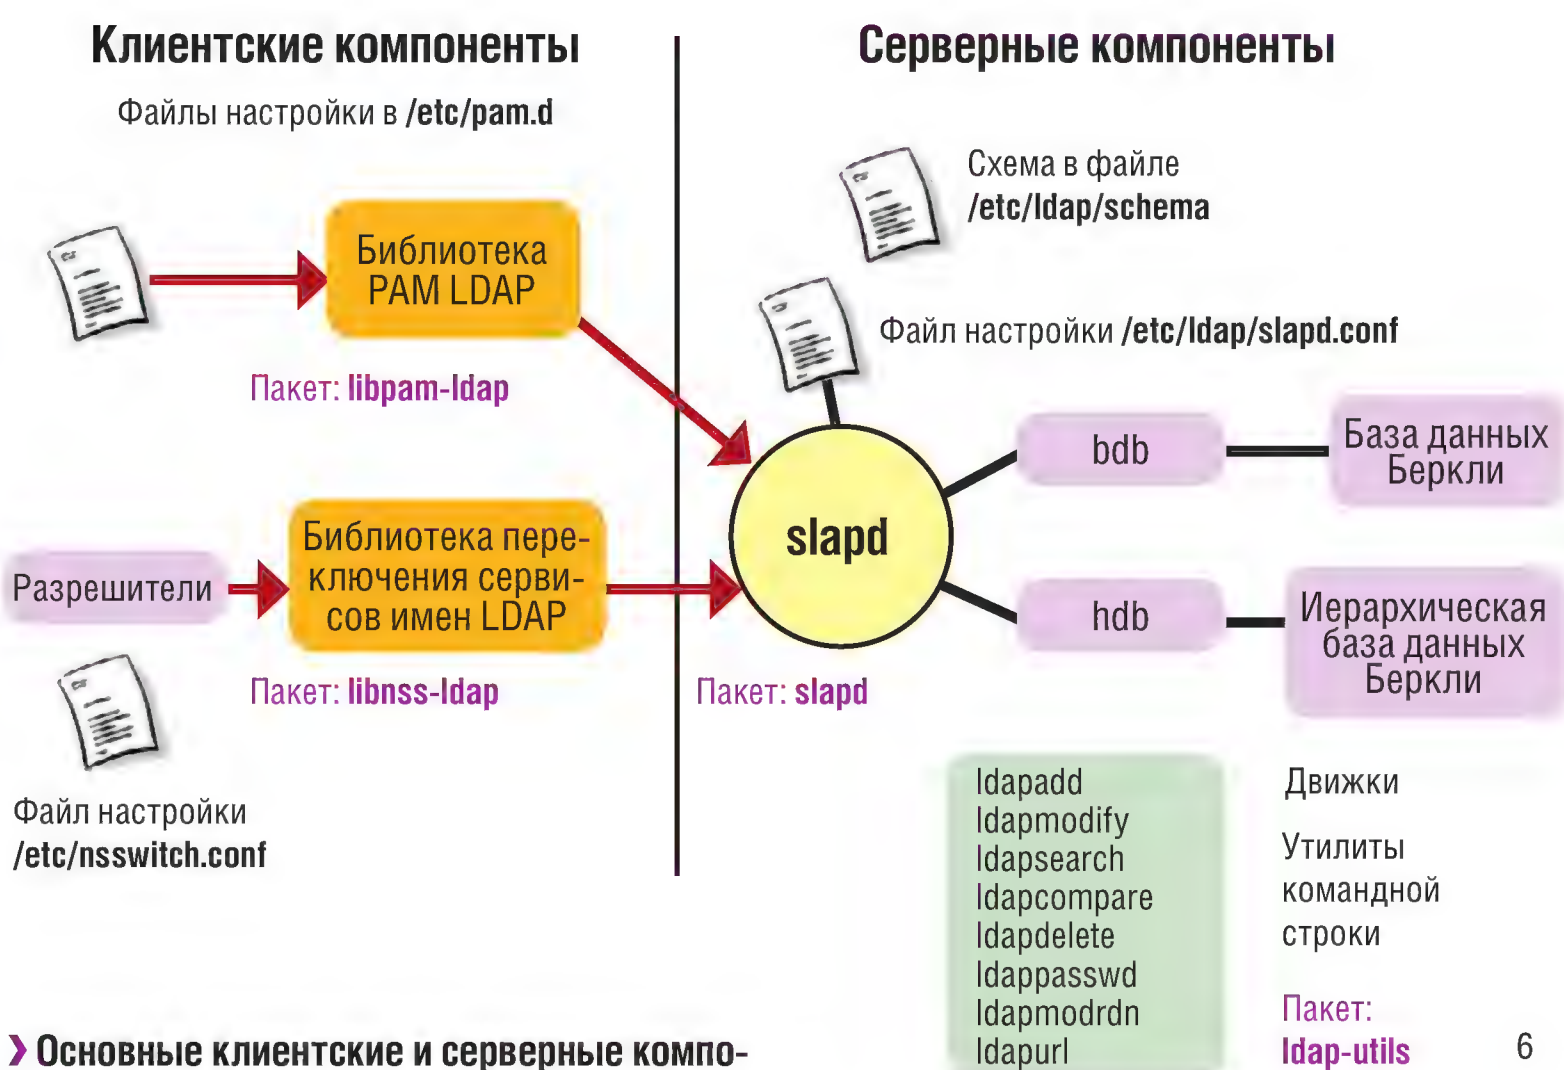 Клиентские компоненты
Файлы настройки в /etc/pam.d
Библиотека
PAM LDAP
Пакет: libpam-ldap
Разрешители
Библиотека пере-
ключения серви-
сов имен LDAP
Пакет: libnss-ldap
Файл настройки
/etc/nsswitch.conf
Серверные компоненты
Схема в файле
/etc/ldap/schema
Файл настройки /etc/ldap/slapd.conf
slapd
Пакет: slapd
bdb
База данных
Беркли
hdb
Иерархическая
база данных
Беркли
ldapadd
ldapmodify
ldapsearch
ldapcompare
ldapdelete
ldappasswd
ldapmodrdn
ldapurl
Движки
Утилиты
командной
строки
Пакет:
ldap-utils
6
› Основные клиентские и серверные компо-